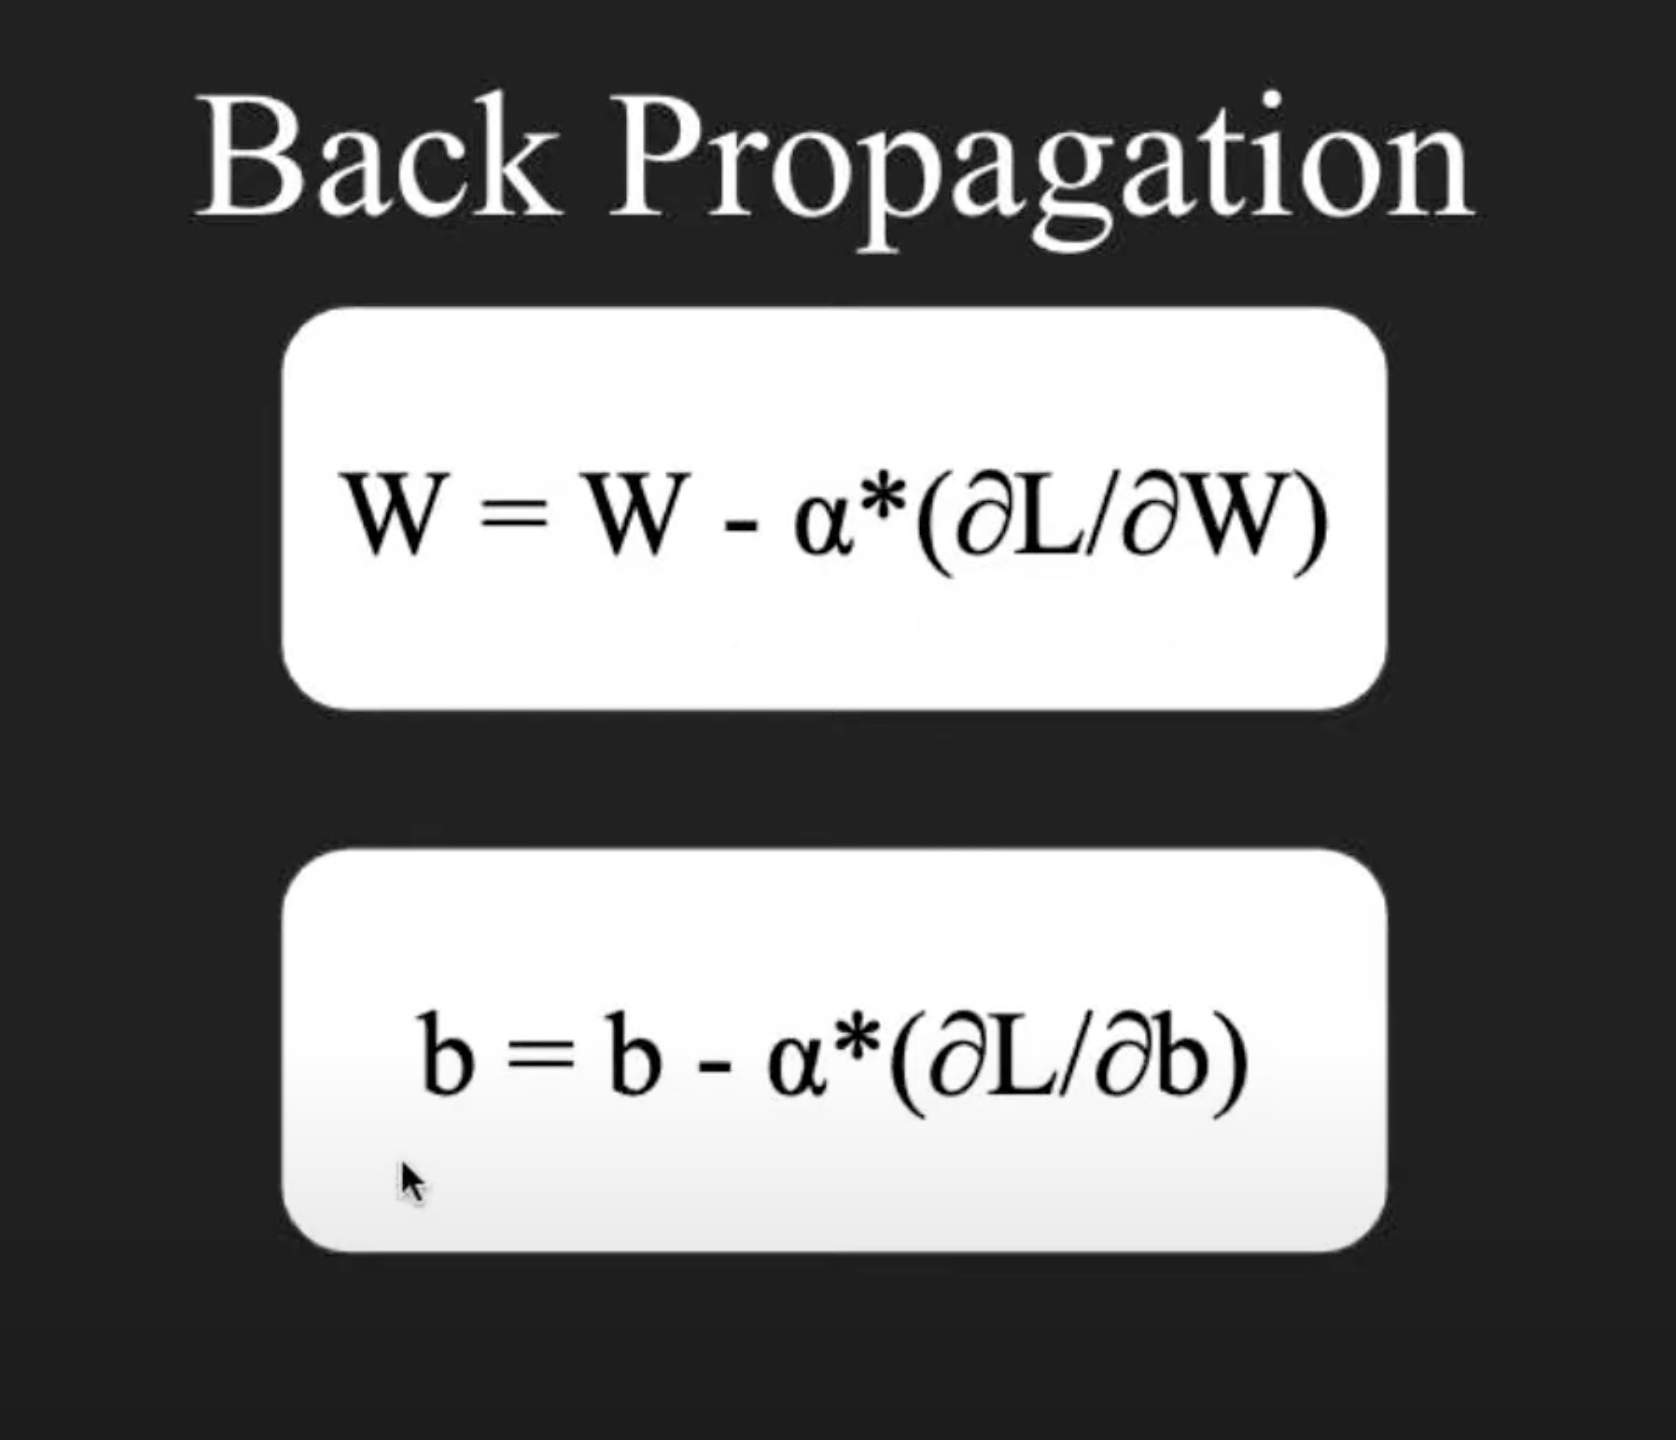 Back Propagation
W = W - α*(∂L/∂W)
b = b - α*(∂L/∂b)